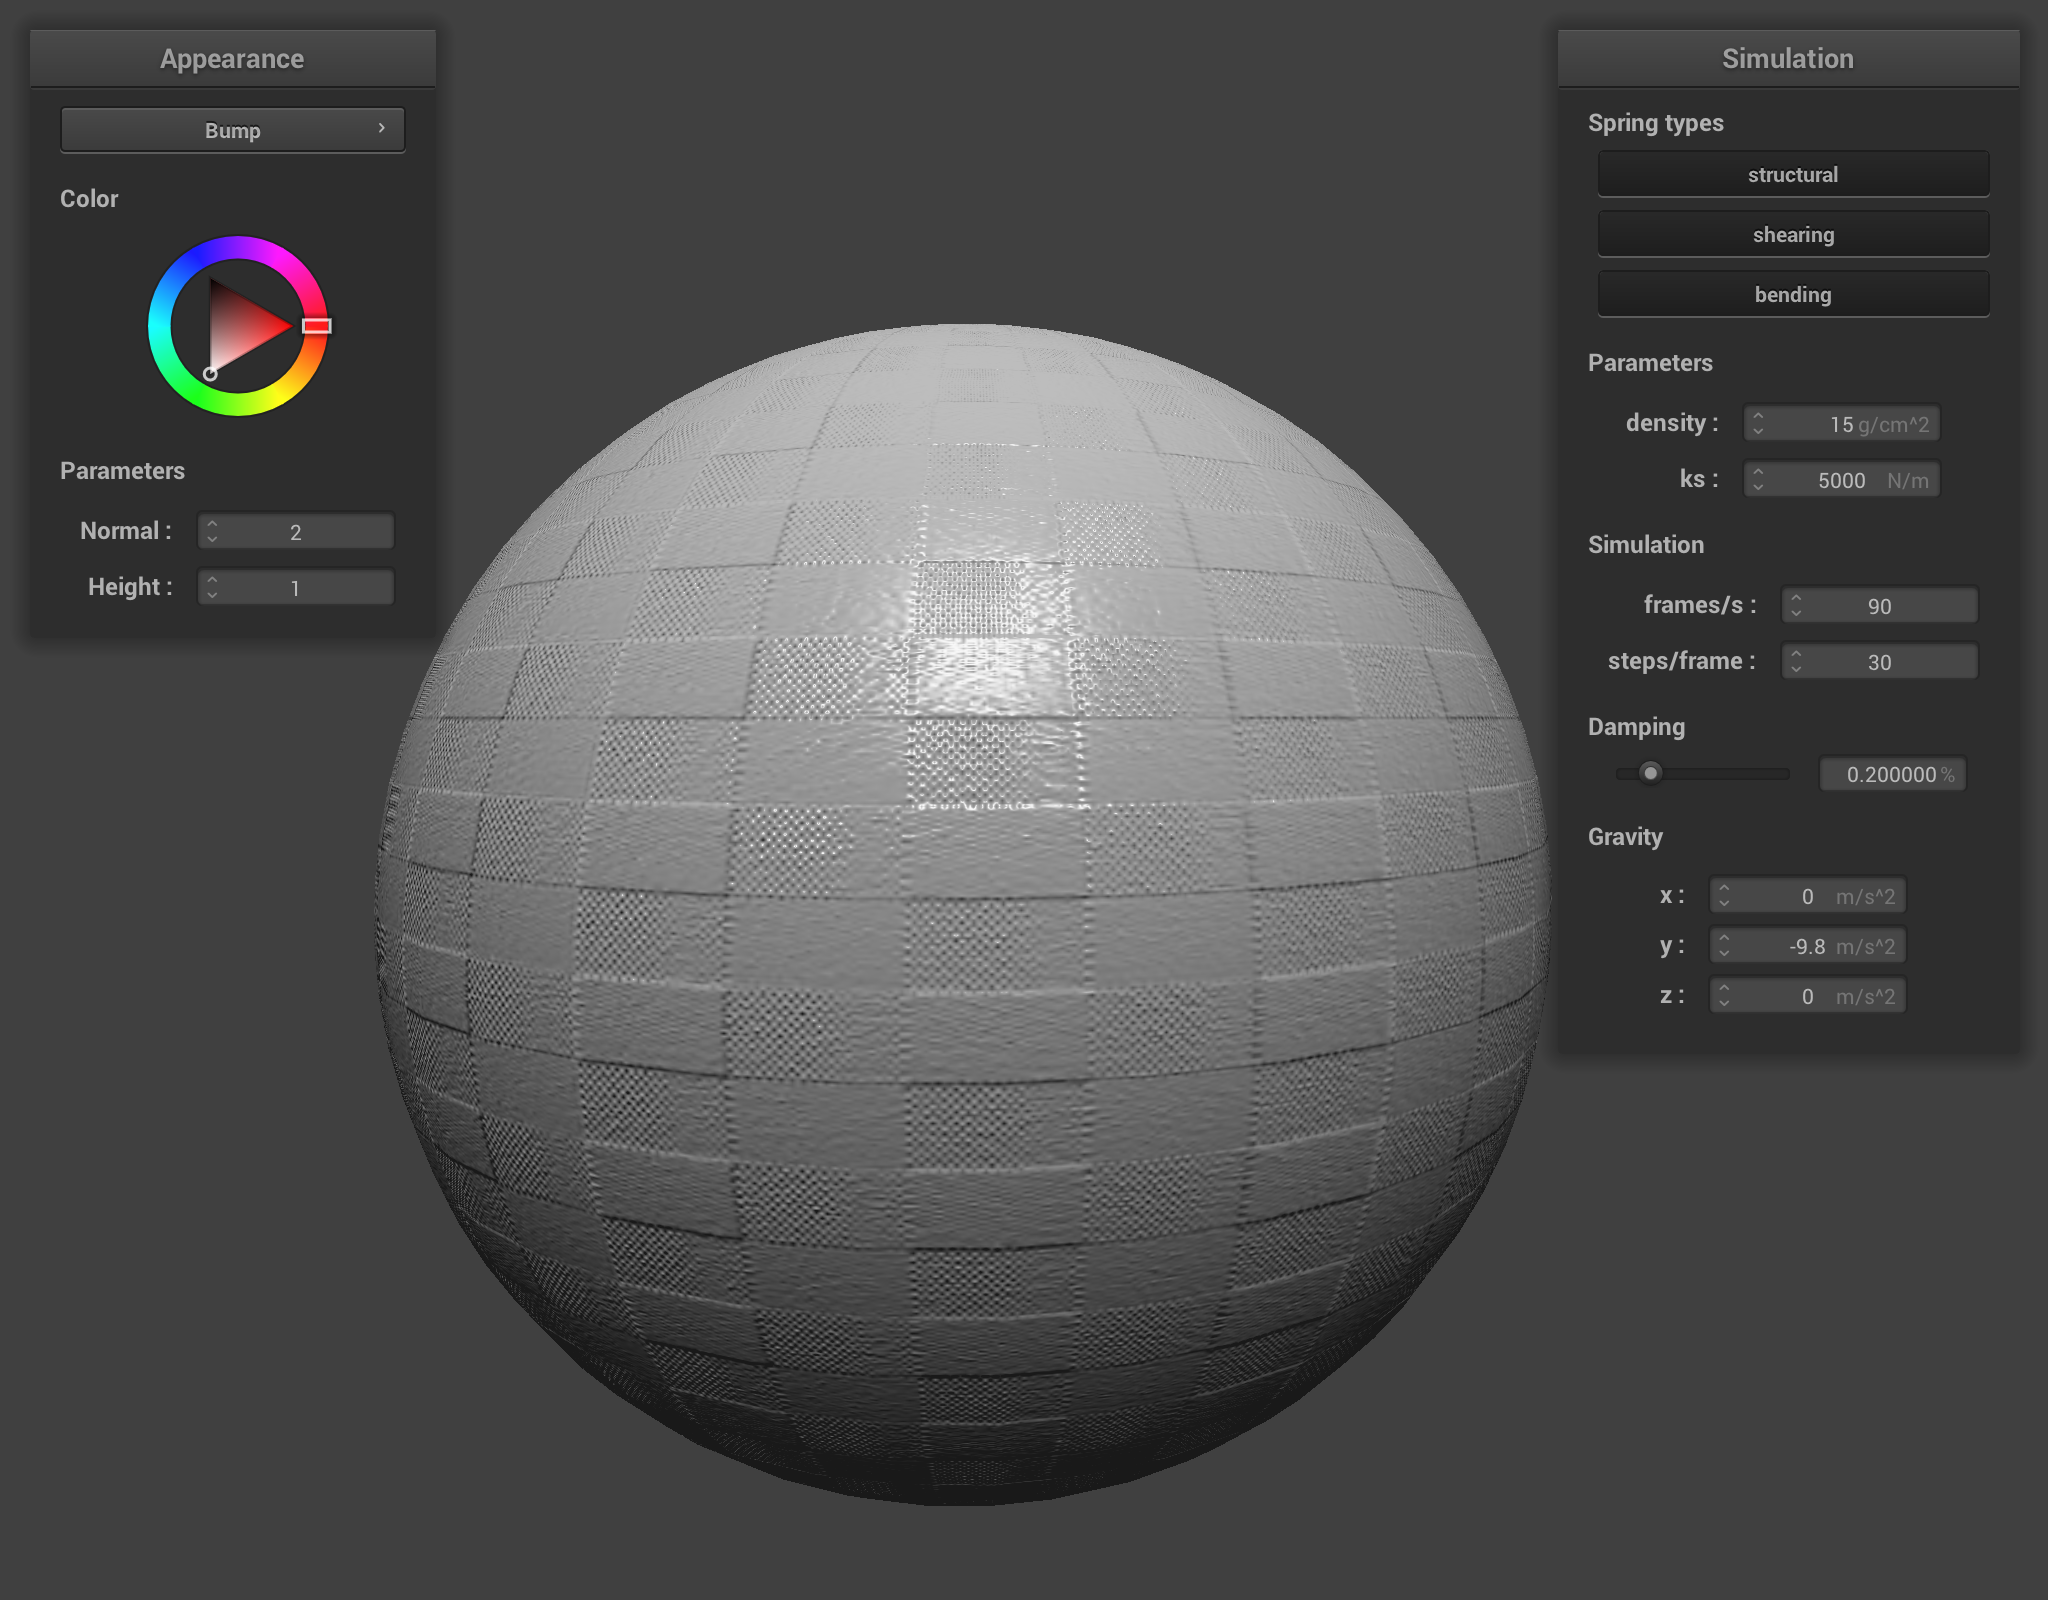 Appearance
Bump
Color
Parameters
Normal : 2
Height : 1
Simulation
Spring types
structural
shearing
bending
Parameters
density : 15 g/cm^2
ks : 5000 N/m
Simulation
frames/s : 90
steps/frame : 30
Damping
0.200000 %
Gravity
x : 0 m/s^2
y : -9.8 m/s^2
z : 0 m/s^2